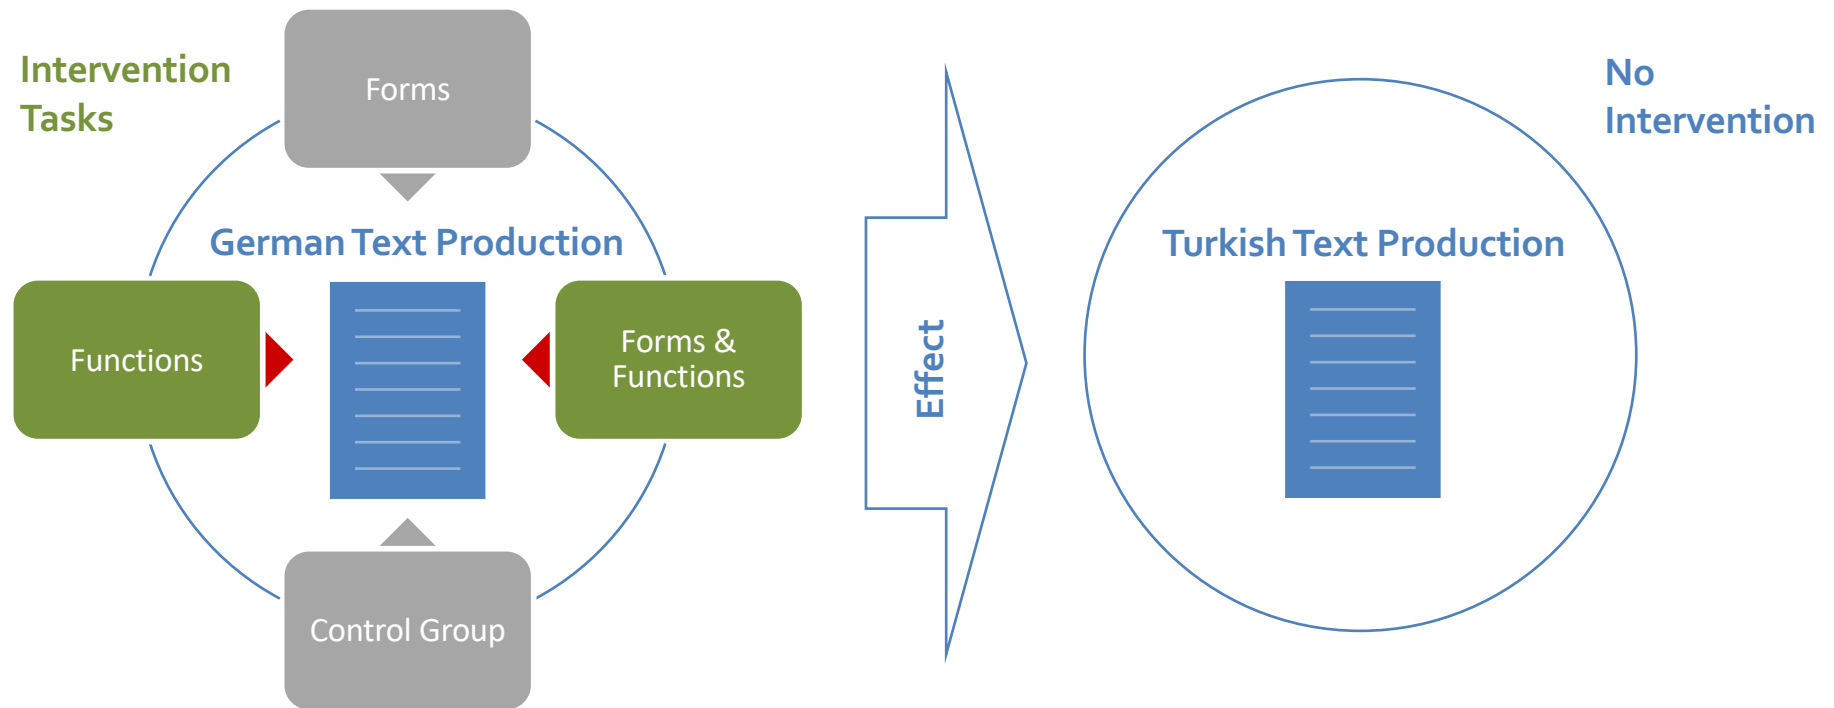 Intervention
Tasks
Forms
German Text Production
Functions
Forms &
Functions
Control Group
Effect
No
Intervention
Turkish Text Production